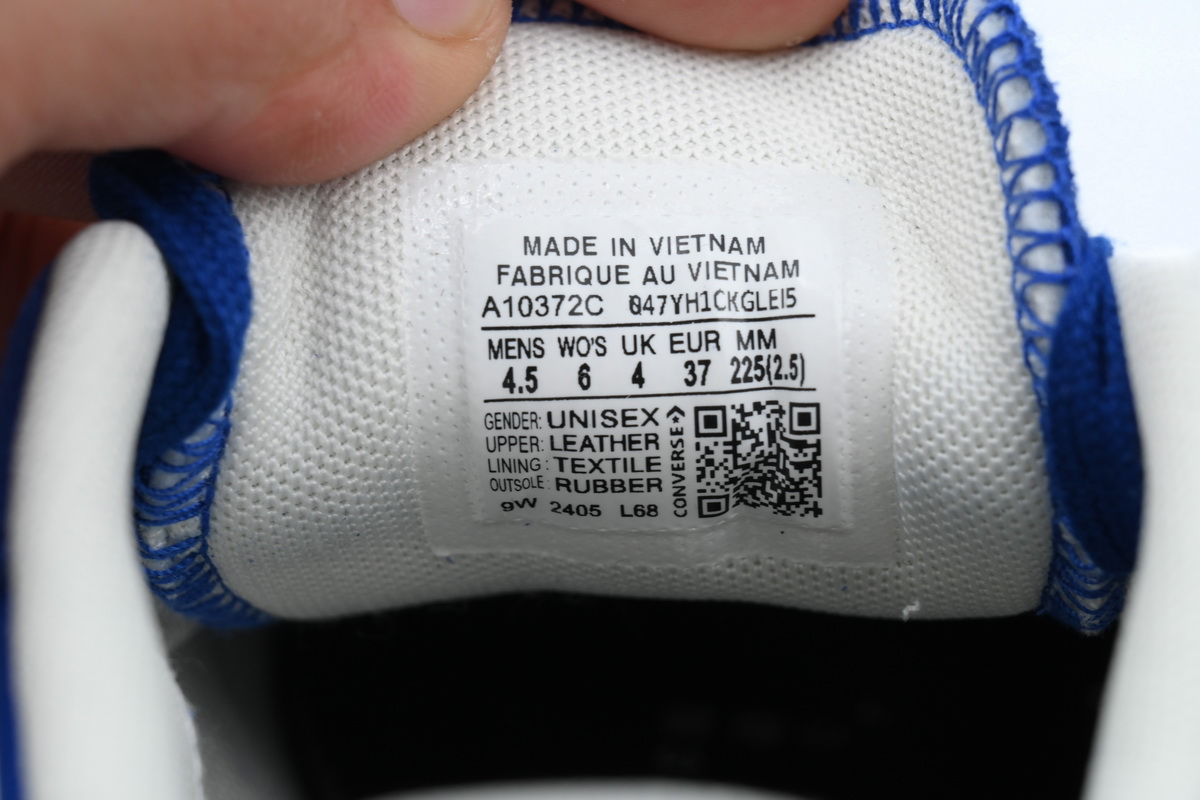 MADE IN VIETNAM
FABRIQUE AU VIETNAM
A10372C Q47YH1CKGLEI5
MENS WO'S UK EUR MM
4.5 6 4 37 225(2.5)
GENDER: UNISEX
UPPER: LEATHER
LINING: TEXTILE
OUTSOLE: RUBBER
9W 2405 L68
CONVERSE